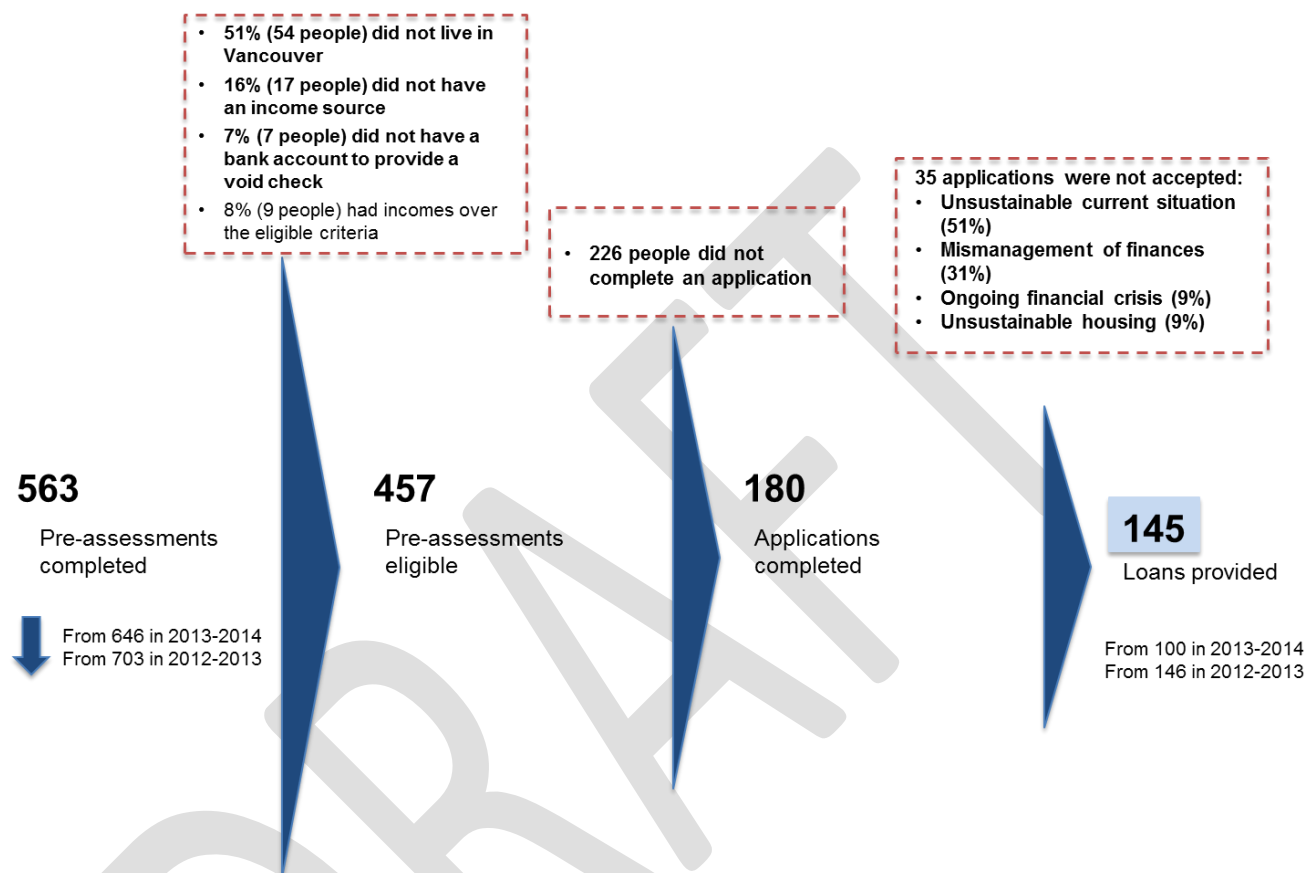 • 51% (54 people) did not live in
Vancouver
• 16% (17 people) did not have
an income source
• 7% (7 people) did not have a
bank account to provide a
void check
• 8% (9 people) had incomes over
the eligible criteria
• 226 people did not
complete an application
35 applications were not accepted:
• Unsustainable current situation
(51%)
• Mismanagement of finances
(31%)
• Ongoing financial crisis (9%)
• Unsustainable housing (9%)
563
Pre-assessments
completed
From 646 in 2013-2014
From 703 in 2012-2013
457
Pre-assessments
eligible
180
Applications
completed
145
Loans provided
From 100 in 2013-2014
From 146 in 2012-2013
DRAFT